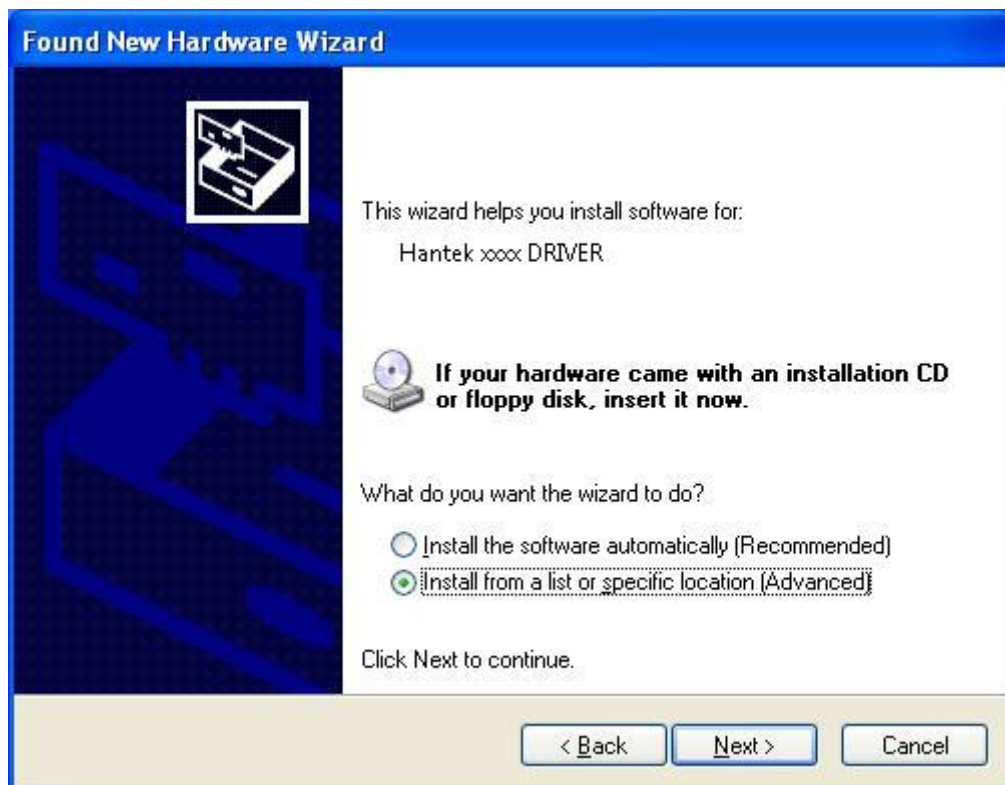 Found New Hardware Wizard
This wizard helps you install software for:
Hantek xxxx DRIVER
If your hardware came with an installation CD
or floppy disk, insert it now.
What do you want the wizard to do?
Install the software automatically (Recommended)
Install from a list or specific location (Advanced)
Click Next to continue.
< Back
Next >
Cancel